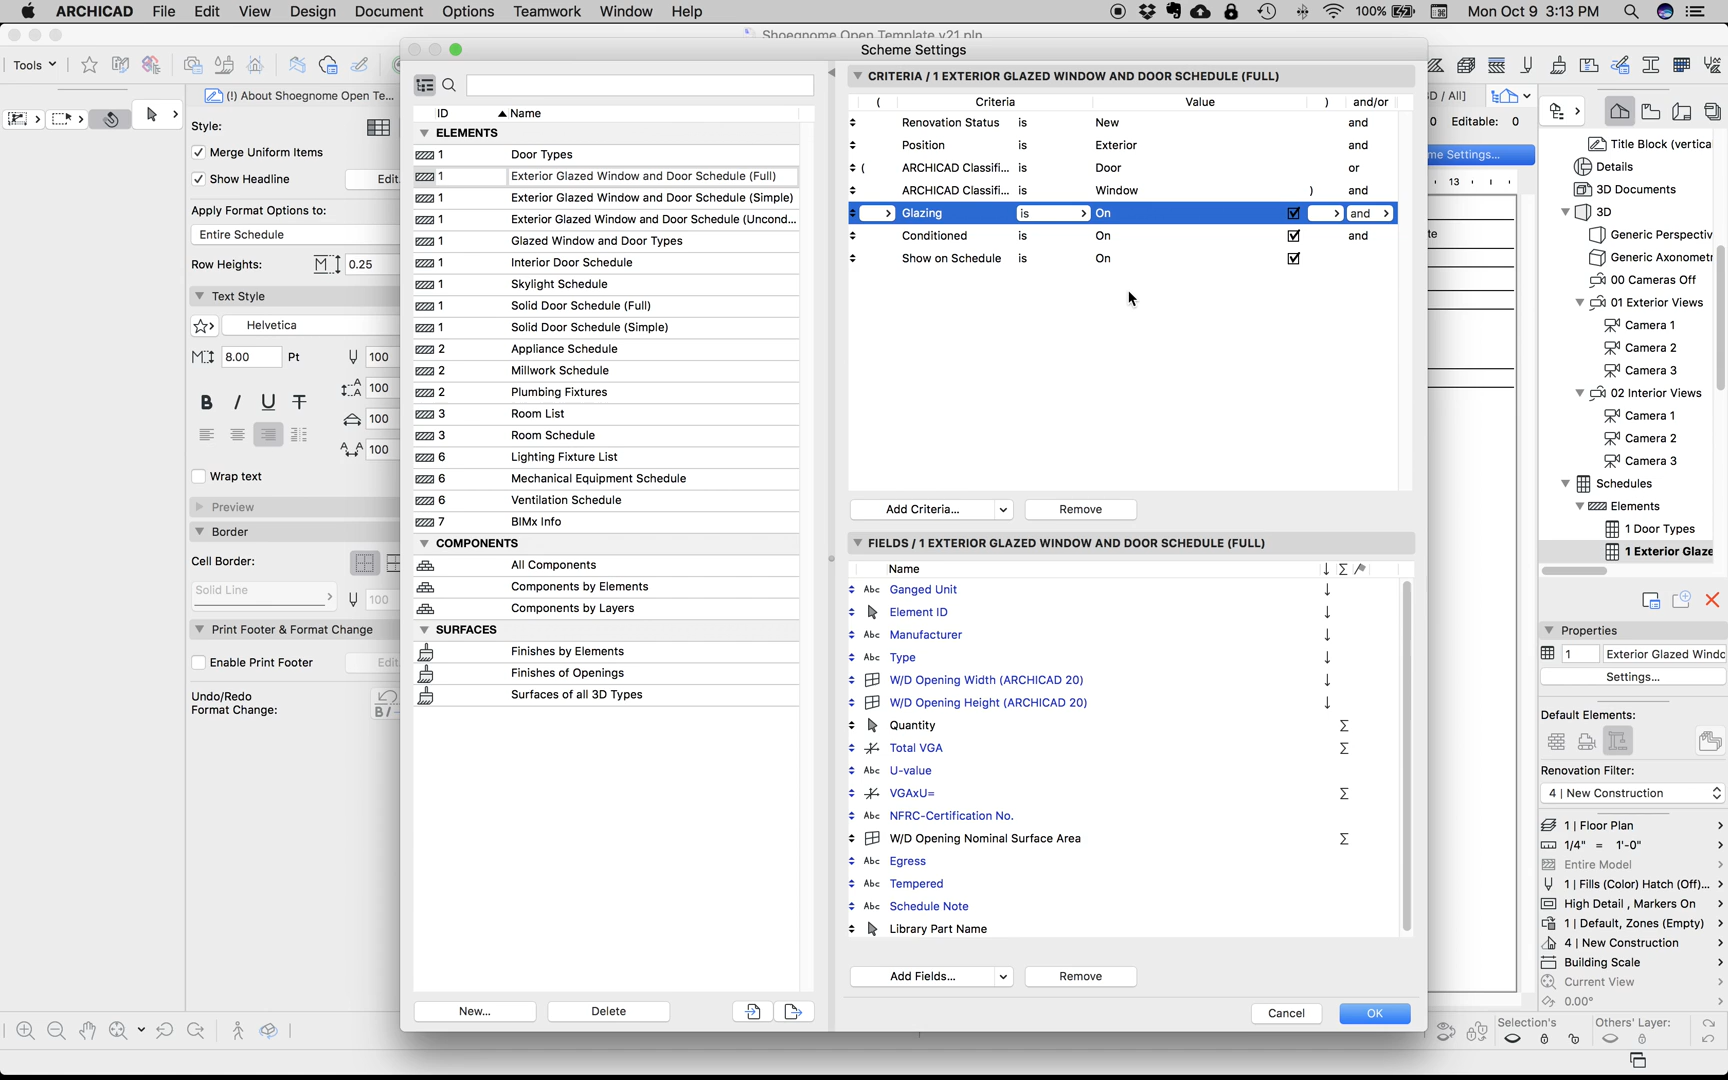 ARCHICAD File Edit View Design Document Options Teamwork Window Help
100% Mon Oct 9 3:13 PM
Shoegnome Open Template v21.pln
Tools
(!) About Shoegnome Open Te...
Style:
Merge Uniform Items
Show Headline
Edit
Apply Format Options to:
Entire Schedule
Row Heights:
0.25
Text Style
Helvetica
8.00 Pt
100
100
100
100
B I U T
Wrap text
Preview
Border
Cell Border:
Solid Line
100
Print Footer & Format Change
Enable Print Footer
Edit
Undo/Redo
Format Change:
Scheme Settings
ID Name
ELEMENTS
1 Door Types
1 Exterior Glazed Window and Door Schedule (Full)
1 Exterior Glazed Window and Door Schedule (Simple)
1 Exterior Glazed Window and Door Schedule (Uncond...
1 Glazed Window and Door Types
1 Interior Door Schedule
1 Skylight Schedule
1 Solid Door Schedule (Full)
1 Solid Door Schedule (Simple)
2 Appliance Schedule
2 Millwork Schedule
2 Plumbing Fixtures
3 Room List
3 Room Schedule
6 Lighting Fixture List
6 Mechanical Equipment Schedule
6 Ventilation Schedule
7 BIMx Info
COMPONENTS
All Components
Components by Elements
Components by Layers
SURFACES
Finishes by Elements
Finishes of Openings
Surfaces of all 3D Types
New...
Delete
CRITERIA / 1 EXTERIOR GLAZED WINDOW AND DOOR SCHEDULE (FULL)
( Criteria Value ) and/or
Renovation Status is New and
Position is Exterior and
( ARCHICAD Classifi... is Door or
ARCHICAD Classifi... is Window ) and
Glazing is On and
Conditioned is On and
Show on Schedule is On
Add Criteria...
Remove
FIELDS / 1 EXTERIOR GLAZED WINDOW AND DOOR SCHEDULE (FULL)
Name
Abc Ganged Unit
Element ID
Abc Manufacturer
Abc Type
W/D Opening Width (ARCHICAD 20)
W/D Opening Height (ARCHICAD 20)
Quantity
Total VGA
Abc U-value
VGAxU=
Abc NFRC-Certification No.
W/D Opening Nominal Surface Area
Abc Egress
Abc Tempered
Abc Schedule Note
Library Part Name
Add Fields...
Remove
Cancel
OK
D / All]
0 Editable: 0
me Settings...
13
te
Title Block (vertica
Details
3D Documents
3D
Generic Perspectiv
Generic Axonometr
00 Cameras Off
01 Exterior Views
Camera 1
Camera 2
Camera 3
02 Interior Views
Camera 1
Camera 2
Camera 3
Schedules
Elements
1 Door Types
1 Exterior Glaze
Properties
1 Exterior Glazed Windo
Settings...
Default Elements:
Renovation Filter:
4 | New Construction
1 | Floor Plan
1/4" = 1'-0"
Entire Model
1 | Fills (Color) Hatch (Off)...
High Detail , Markers On
1 | Default, Zones (Empty)
4 | New Construction
Building Scale
Current View
0.00°
Selection's
Others' Layer: